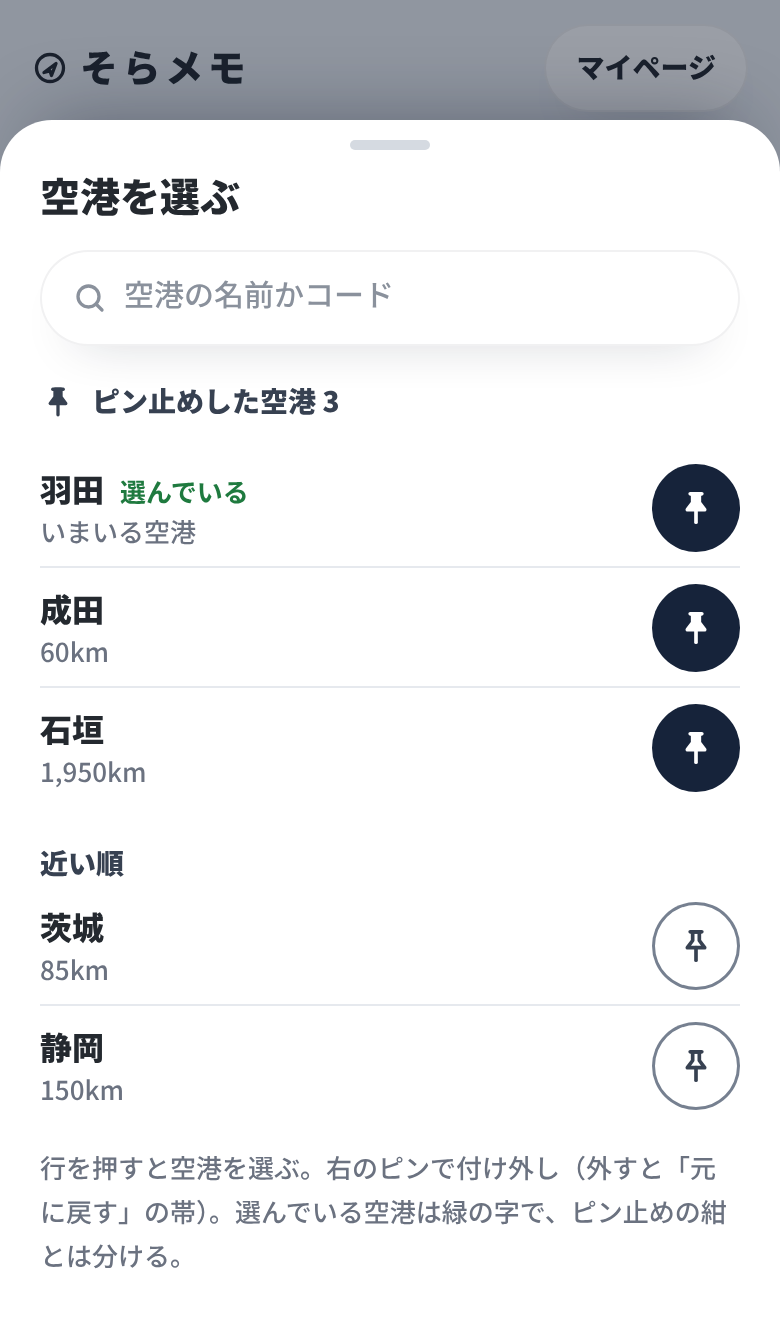 そらメモ
マイページ
空港を選ぶ
空港の名前かコード
ピン止めした空港 3
羽田 選んでいる
いまいる空港
成田
60km
石垣
1,950km
近い順
茨城
85km
静岡
150km
行を押すと空港を選ぶ。右のピンで付け外し（外すと「元
に戻す」の帯）。選んでいる空港は緑の字で、ピン止めの紺
とは分ける。